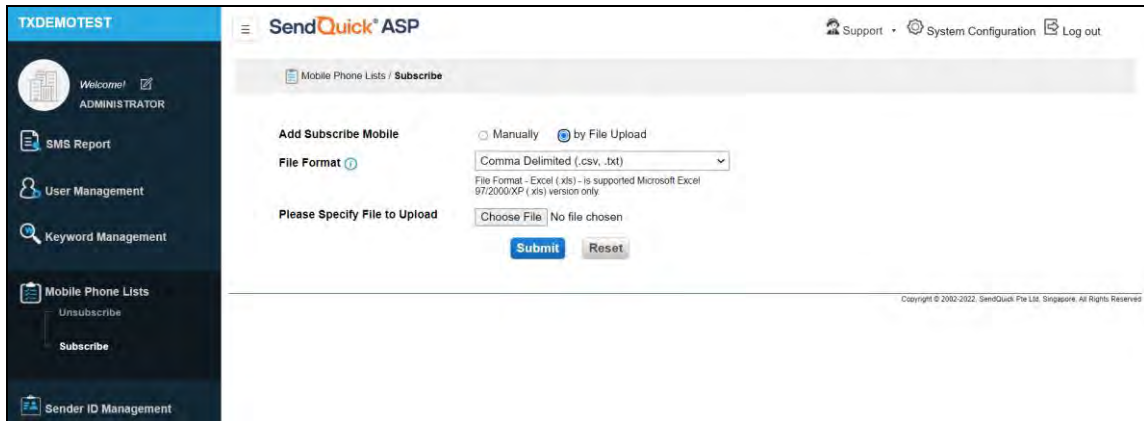 TXDEMOTEST
SendQuick® ASP
Support
System Configuration
Log out
Welcome!
ADMINISTRATOR
SMS Report
User Management
Keyword Management
Mobile Phone Lists
Unsubscribe
Subscribe
Sender ID Management
Mobile Phone Lists / Subscribe
Add Subscribe Mobile
Manually
by File Upload
File Format
Comma Delimited (.csv, .txt)
File Format - Excel (.xls) - is supported Microsoft Excel
97/2000/XP (.xls) version only.
Please Specify File to Upload
Choose File No file chosen
Submit
Reset
Copyright © 2002-2022, SendQuick Pte Ltd, Singapore, All Rights Reserved